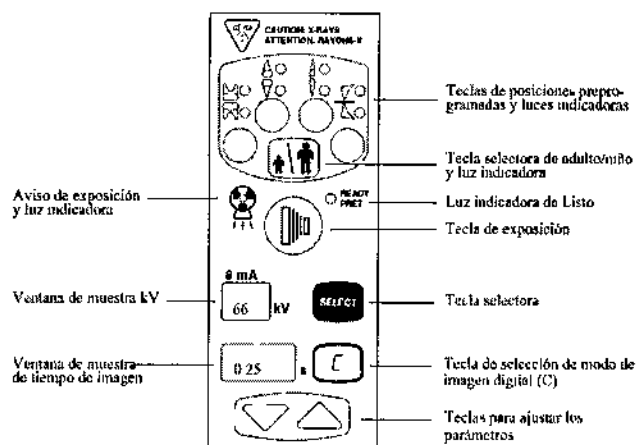 CAUTION: X-RAYS
ATTENTION: RAYONS-X
Teclas de posiciones prepro-
gramadas y luces indicadoras
Tecla selectora de adulto/niño
y luz indicadora
Aviso de exposición
y luz indicadora
READY
PRET
Luz indicadora de Listo
Tecla de exposición
8 mA
Ventana de muestra kV
66
kV
SELECT
Tecla selectora
Ventana de muestra
de tiempo de imagen
0 25
s
C
Tecla de selección de modo de
imagen digital (C)
Teclas para ajustar los
parámetros